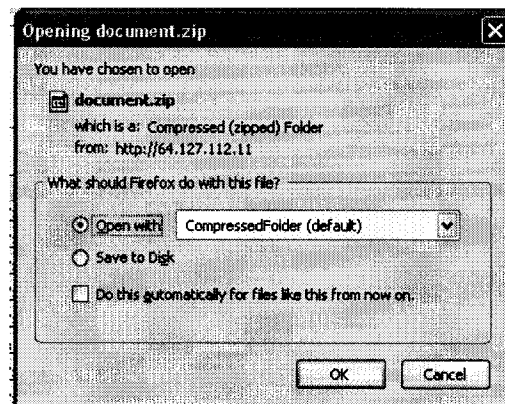 Opening document.zip
You have chosen to open
document.zip
which is a: Compressed (zipped) Folder
from: http://64.127.112.11
What should Firefox do with this file?
Open with CompressedFolder (default)
Save to Disk
Do this automatically for files like this from now on.
OK Cancel